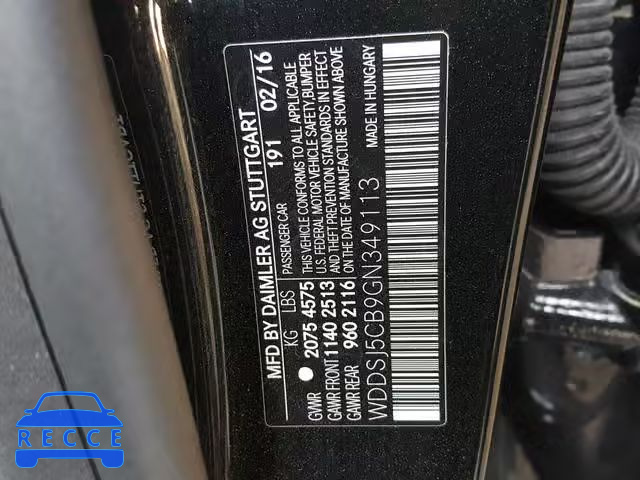 MFD BY DAIMLER AG STUTTGART
191 02/16
KG LBS PASSENGER CAR
GVWR 2075 4575 THIS VEHICLE CONFORMS TO ALL APPLICABLE
GAWR FRONT 1140 2513 U.S. FEDERAL MOTOR VEHICLE SAFETY,BUMPER
GAWR REAR 960 2116 AND THEFT PREVENTION STANDARDS IN EFFECT
ON THE DATE OF MANUFACTURE SHOWN ABOVE
WDDSJ5CB9GN349113 MADE IN HUNGARY
RECCE